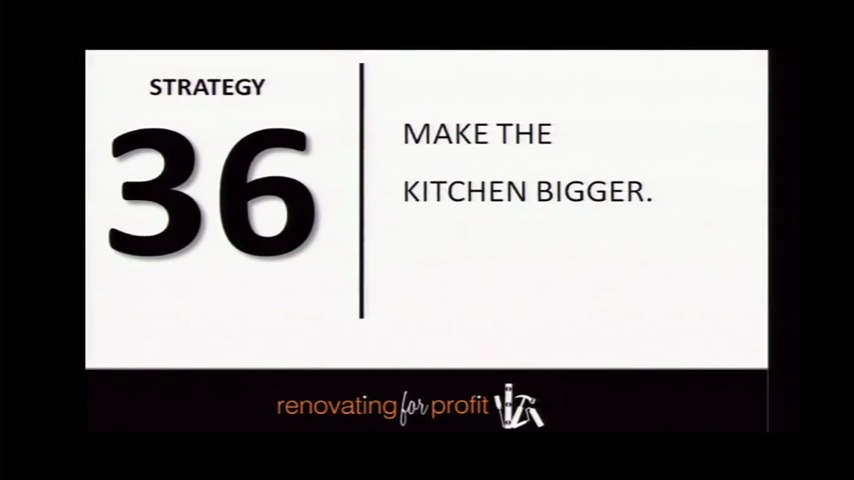 STRATEGY
36
MAKE THE
KITCHEN BIGGER.
renovating for profit